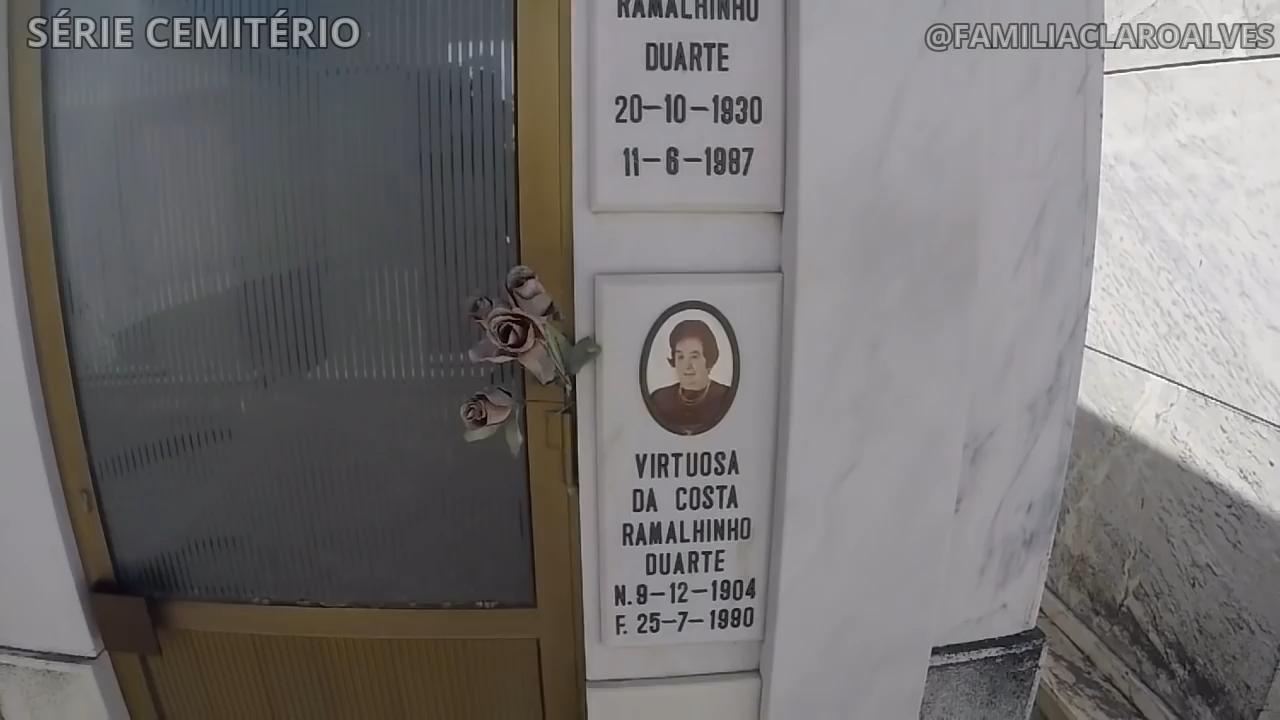 SÉRIE CEMITÉRIO
@FAMILIACLAROALVES
RAMALHINHO
DUARTE
20-10-1930
11-6-1987
VIRTUOSA
DA COSTA
RAMALHINHO
DUARTE
N. 9-12-1904
F. 25-7-1990